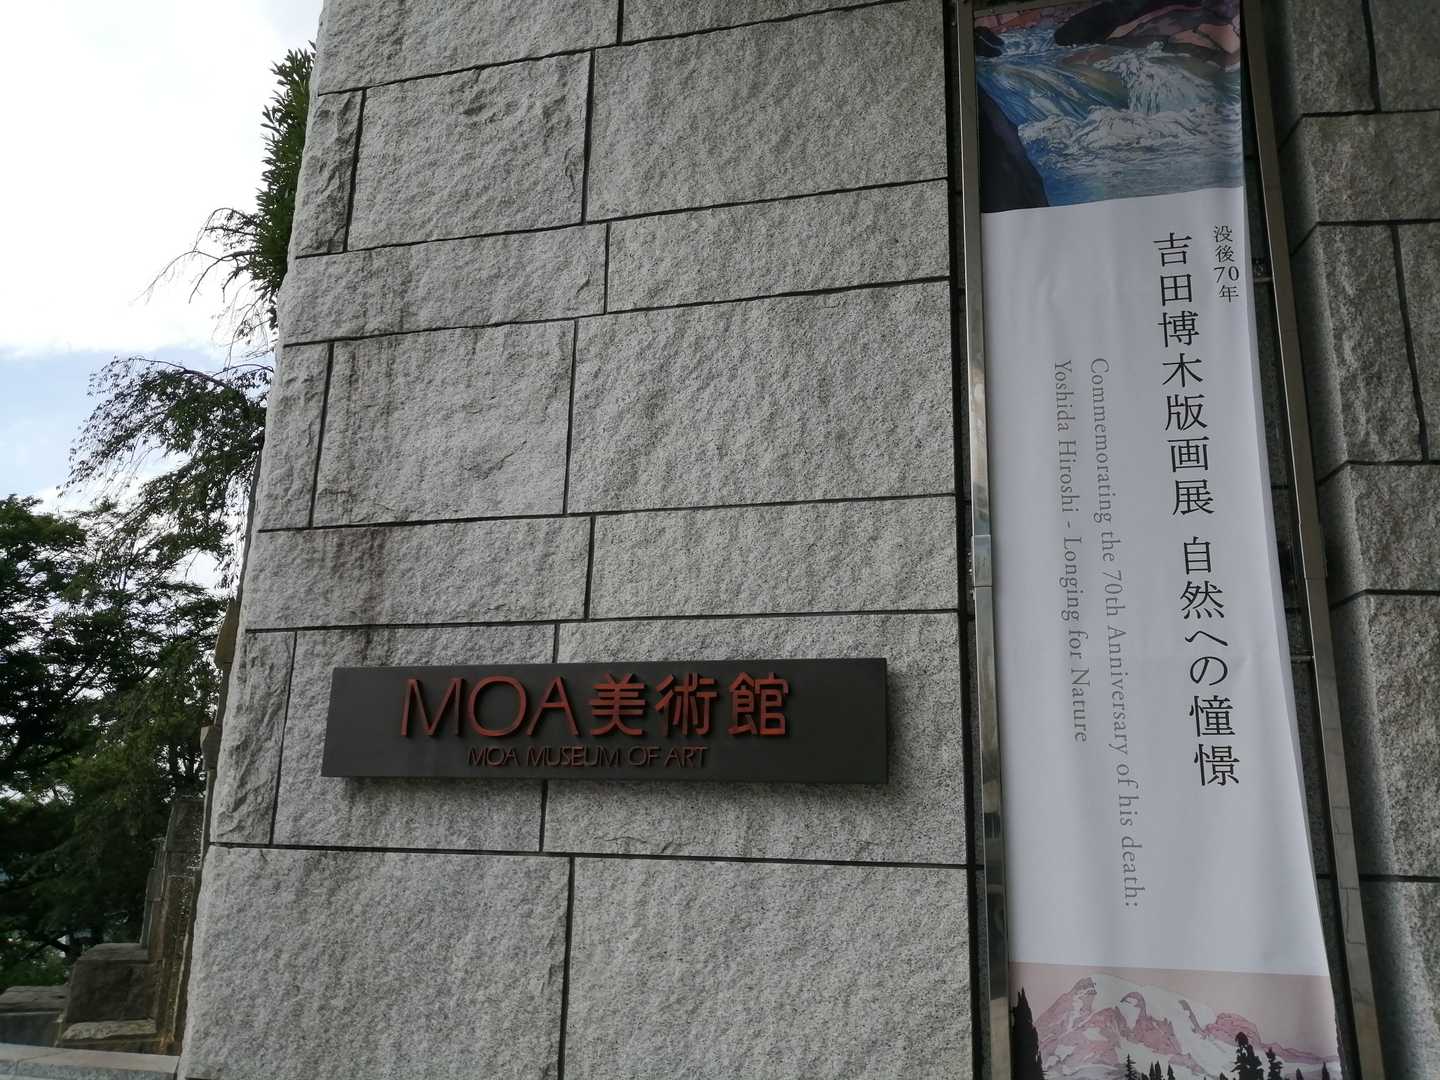 MOA美術館
MOA MUSEUM OF ART
没後70年
吉田博木版画展 自然への憧憬
Commemorating the 70th Anniversary of his death:
Yoshida Hiroshi - Longing for Nature